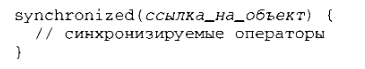 synchronized(ссылка_на_объект) {
// синхронизируемые операторы
}